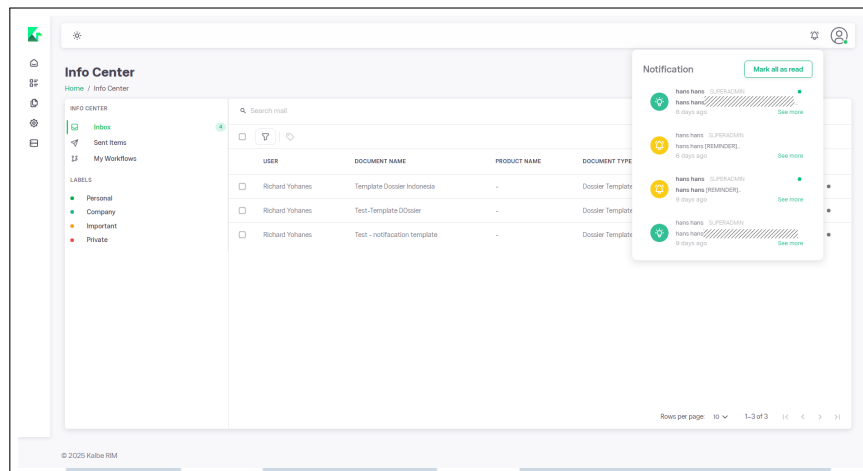 Info Center
Home / Info Center
INFO CENTER
Inbox 4
Sent Items
My Workflows
LABELS
Personal
Company
Important
Private
Search mail
USER DOCUMENT NAME PRODUCT NAME DOCUMENT TYPE
Richard Yohanes Template Dossier Indonesia - Dossier Template
Richard Yohanes Test-Template DOssier - Dossier Template
Richard Yohanes Test - notifacation template - Dossier Template
Notification Mark all as read
hans hans SUPERADMIN
hans hans
6 days ago See more
hans hans SUPERADMIN
hans hans [REMINDER],
6 days ago See more
hans hans SUPERADMIN
hans hans [REMINDER],
9 days ago See more
hans hans SUPERADMIN
hans hans
9 days ago See more
Rows per page: 10 1–3 of 3
© 2025 Kalbe RIM